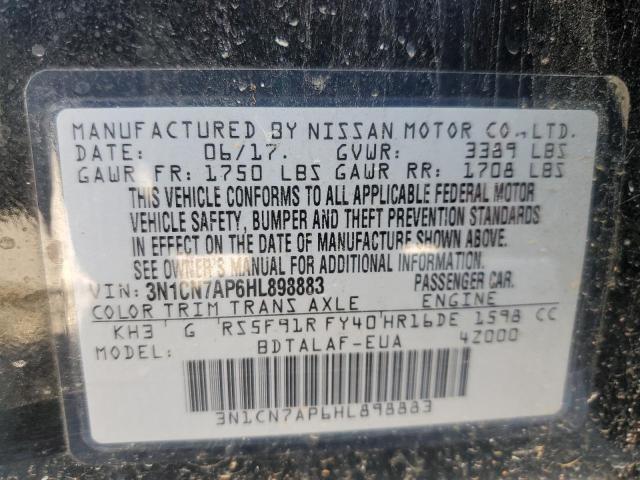 MANUFACTURED BY NISSAN MOTOR CO., LTD.
DATE: 06/17. GVWR: 3389 LBS
GAWR FR: 1750 LBS GAWR RR: 1708 LBS
THIS VEHICLE CONFORMS TO ALL APPLICABLE FEDERAL MOTOR
VEHICLE SAFETY, BUMPER AND THEFT PREVENTION STANDARDS
IN EFFECT ON THE DATE OF MANUFACTURE SHOWN ABOVE.
SEE OWNER'S MANUAL FOR ADDITIONAL INFORMATION.
VIN: 3N1CN7AP6HL898883 PASSENGER CAR.
COLOR TRIM TRANS AXLE ENGINE
KH3 G RS5F91R FY40 HR16DE 1598 CC
MODEL: BDTALAF-EUA 42000
3N1CN7AP6HL898883